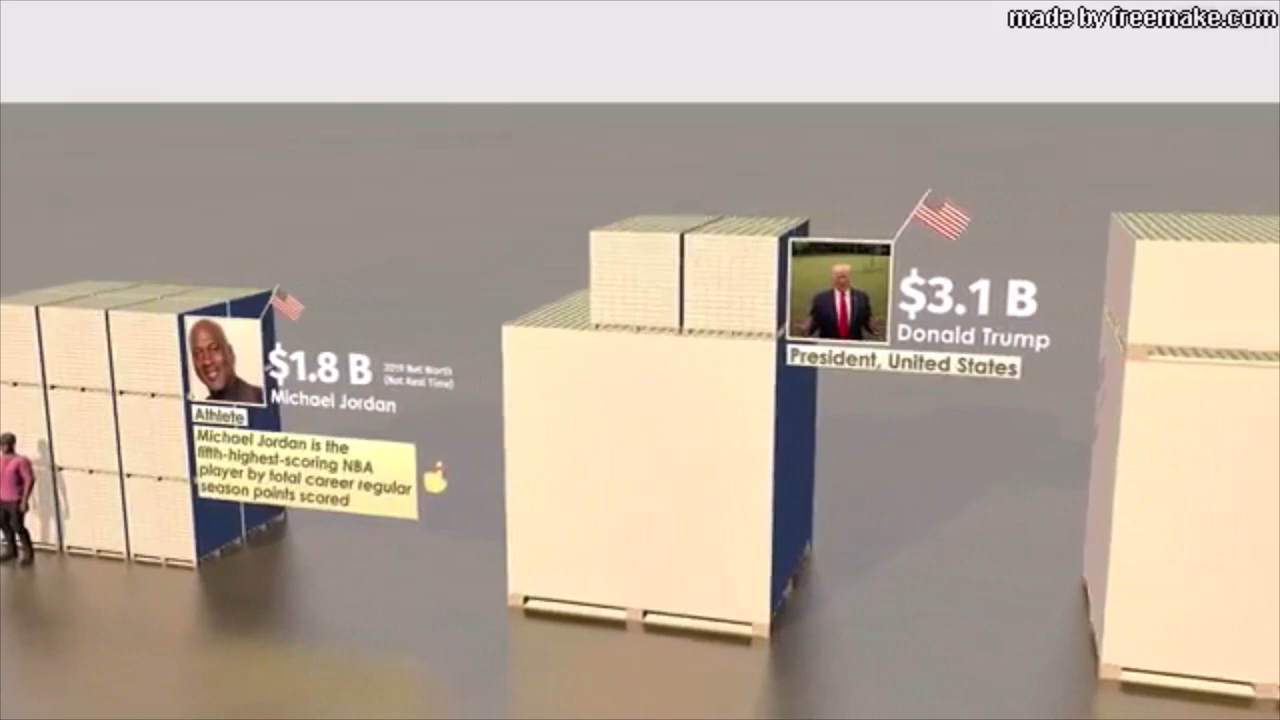 made by freemake.com
$1.8 B
2019 Net Worth
(Not Real Time)
Michael Jordan
Athlete
Michael Jordan is the
fifth-highest-scoring NBA
player by total career regular
season points scored
$3.1 B
Donald Trump
President, United States